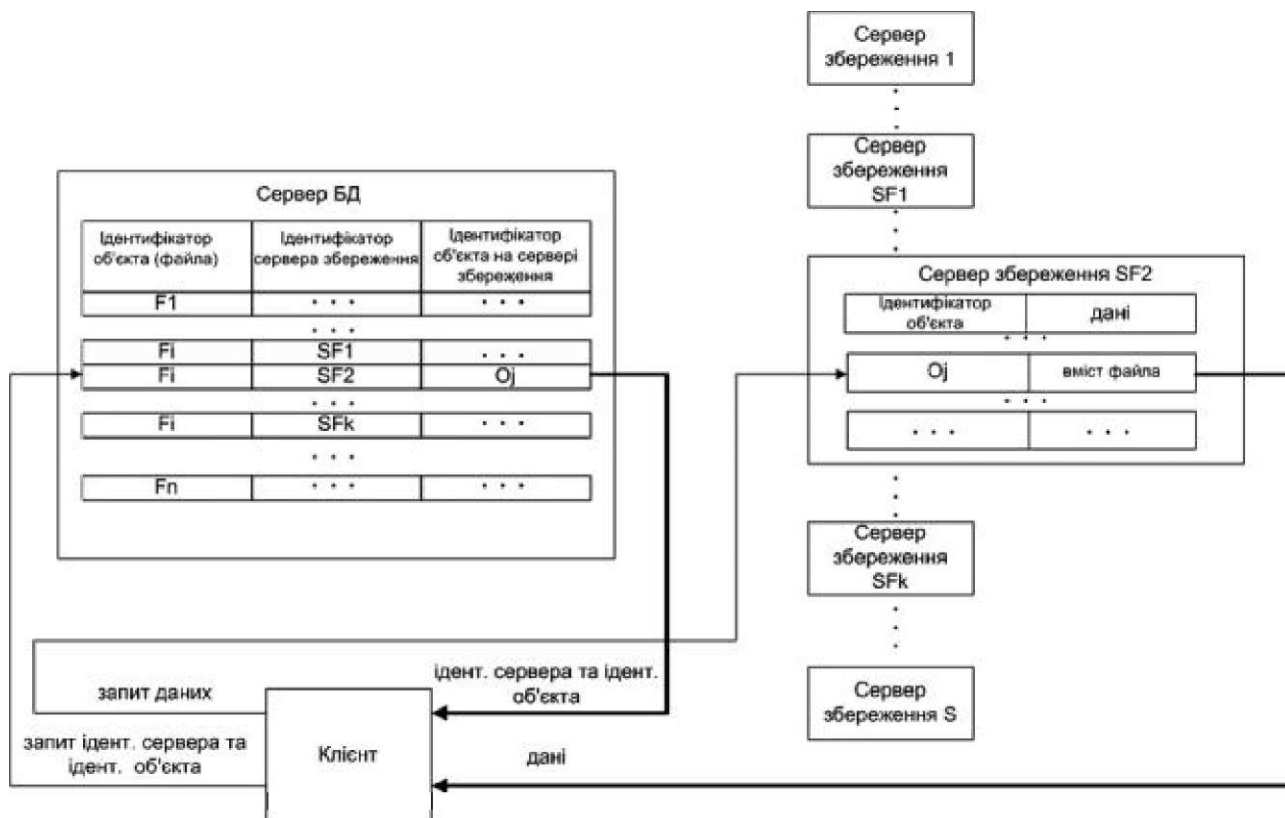 Сервер
збереження 1
Сервер
збереження
SF1
Сервер БД
Ідентифікатор
об'єкта (файла)
Ідентифікатор
сервера збереження
Ідентифікатор
об'єкта на сервері
збереження
F1
. . .
. . .
. . .
Fi
SF1
. . .
Fi
SF2
Oj
. . .
Fi
SFk
. . .
. . .
Fn
. . .
. . .
Сервер збереження SF2
Ідентифікатор
об'єкта
дані
. . .
Oj
вміст файла
. . .
. . .
. . .
Сервер
збереження
SFk
Сервер
збереження S
запит даних
ідент. сервера та ідент.
об'єкта
запит ідент. сервера та
ідент. об'єкта
Клієнт
дані